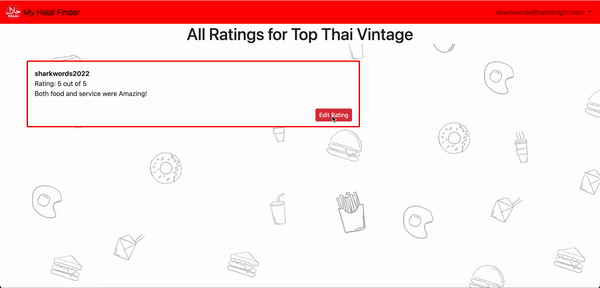 My Halal Finder
All Ratings for Top Thai Vintage
sharkwords2022
Rating: 5 out of 5
Both food and service were Amazing!
Edit Rating